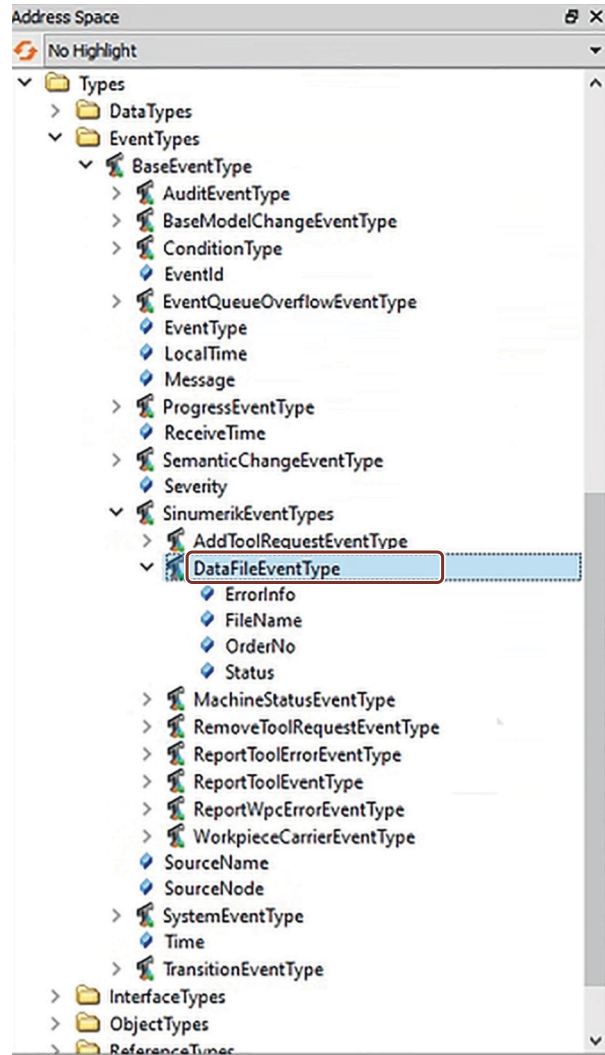 Address Space
No Highlight
Types
DataTypes
EventTypes
BaseEventType
AuditEventType
BaseModelChangeEventType
ConditionType
EventId
EventQueueOverflowEventType
EventType
LocalTime
Message
ProgressEventType
ReceiveTime
SemanticChangeEventType
Severity
SinumerikEventTypes
AddToolRequestEventType
DataFileEventType
ErrorInfo
FileName
OrderNo
Status
MachineStatusEventType
RemoveToolRequestEventType
ReportToolErrorEventType
ReportToolEventType
ReportWpcErrorEventType
WorkpieceCarrierEventType
SourceName
SourceNode
SystemEventType
Time
TransitionEventType
InterfaceTypes
ObjectTypes
ReferenceTypes